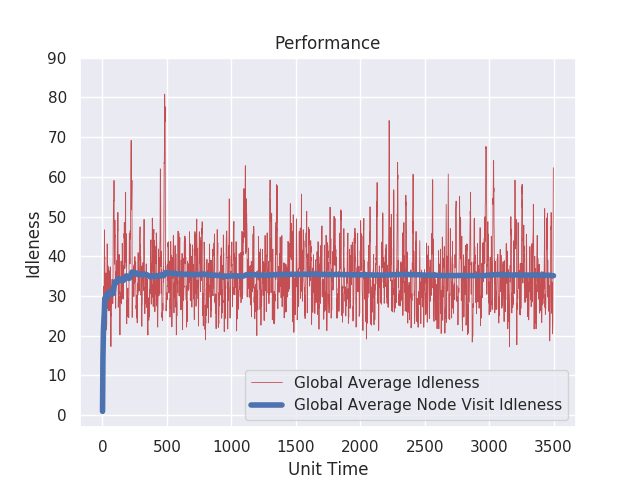 Performance
90
80
70
60
50
40
30
20
10
0
Idleness
Global Average Idleness
Global Average Node Visit Idleness
0 500 1000 1500 2000 2500 3000 3500
Unit Time